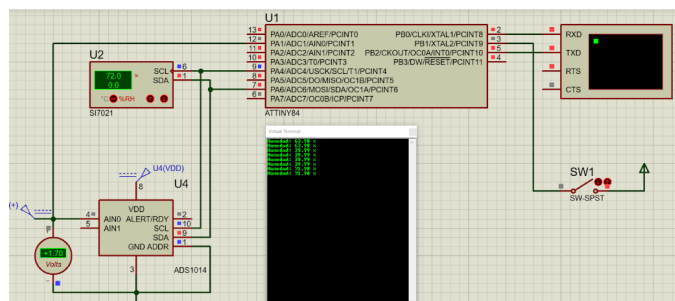 U1
13 PA0/ADC0/AREF/PCINT0 PB0/CLKI/XTAL1/PCINT8 2
12 PA1/ADC1/AIN0/PCINT1 PB1/XTAL2/PCINT9 3
11 PA2/ADC2/AIN1/PCINT2 PB2/CKOUT/OC0A/INT0/PCINT10 5
10 PA3/ADC3/T0/PCINT3 PB3/DW/RESET/PCINT11 4
9 PA4/ADC4/USCK/SCL/T1/PCINT4
8 PA5/ADC5/DO/MISO/OC1B/PCINT5
7 PA6/ADC6/MOSI/SDA/OC1A/PCINT6
6 PA7/ADC7/OC0B/ICP/PCINT7
ATTINY84
RXD
TXD
RTS
CTS
U2
72.0
0.0
>
°C %RH
SCL 6
SDA 1
SI7021
Virtual Terminal
SW1
SW-SPST
U4(VDD)
U4
8
VDD
4 AIN0 ALERT/RDY 2
5 AIN1 SCL 10
SDA 9
GND ADDR 1
3
ADS1014
(+)
Volts